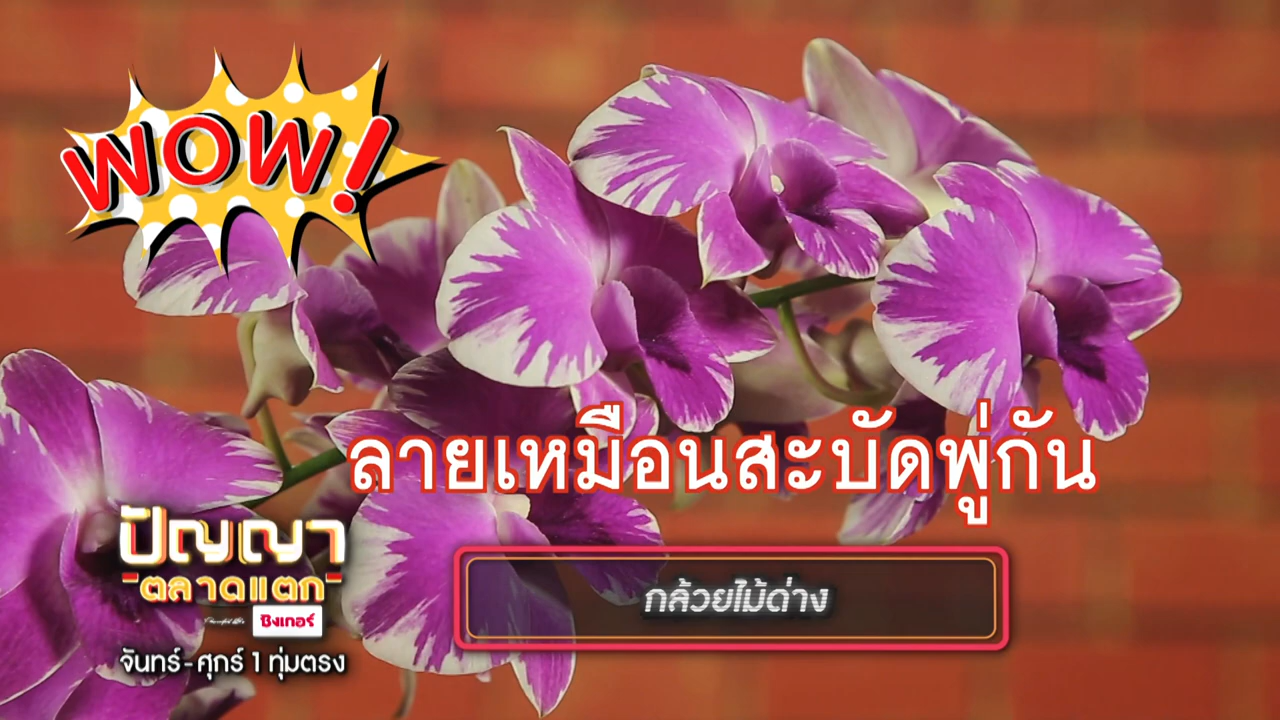 WOW!
ลายเหมือนสะบัดพู่กัน
ปัญญา
ตลาดแตก
ซิงเกอร์
กล้วยไม้ด่าง
จันทร์-ศุกร์ 1 ทุ่มตรง